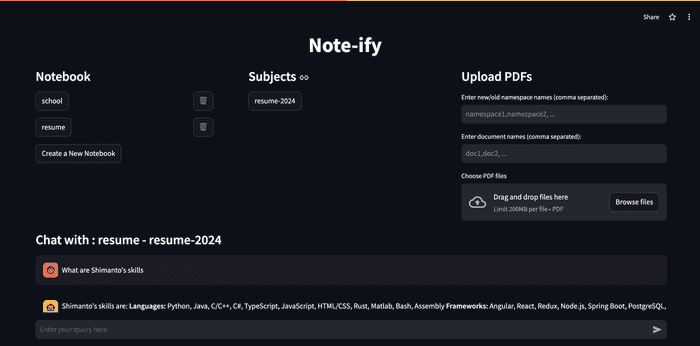 Share
Note-ify
Notebook
school
resume
Create a New Notebook
Subjects
resume-2024
Upload PDFs
Enter new/old namespace names (comma separated):
namespace1,namespace2, ...
Enter document names (comma separated):
doc1,doc2, ...
Choose PDF files
Drag and drop files here
Limit 200MB per file • PDF
Browse files
Chat with : resume - resume-2024
What are Shimanto's skills
Shimanto's skills are: Languages: Python, Java, C/C++, C#, TypeScript, JavaScript, HTML/CSS, Rust, Matlab, Bash, Assembly Frameworks: Angular, React, Redux, Node.js, Spring Boot, PostgreSQL,
Enter your query here